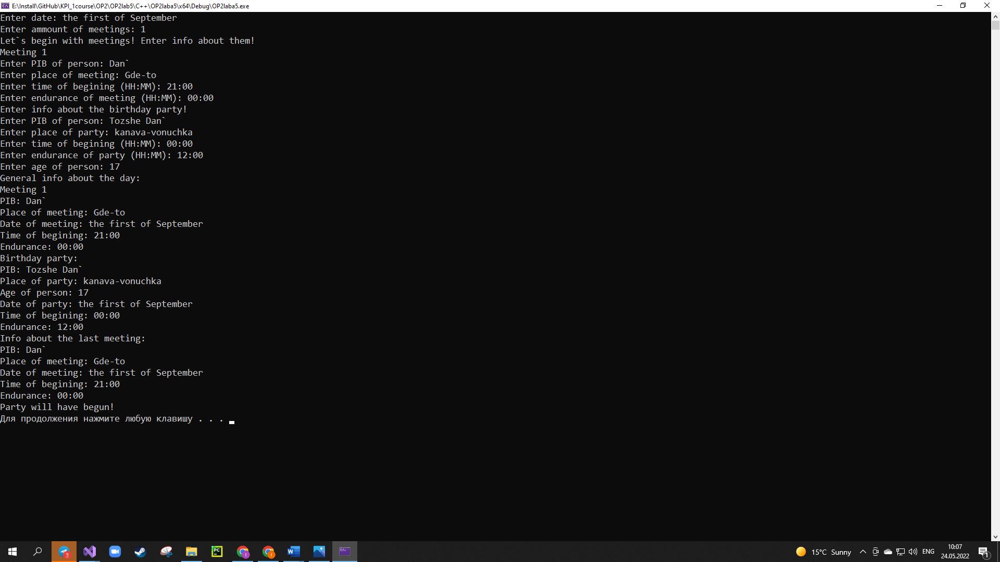 E:\Install\GitHub\KPI_1course\OP2\OP2lab5\C++\OP2laba5\x64\Debug\OP2laba5.exe
Enter date: the first of September
Enter ammount of meetings: 1
Let`s begin with meetings! Enter info about them!
Meeting 1
Enter PIB of person: Dan`
Enter place of meeting: Gde-to
Enter time of begining (HH:MM): 21:00
Enter endurance of meeting (HH:MM): 00:00
Enter info about the birthday party!
Enter PIB of person: Tozshe Dan`
Enter place of party: kanava-vonuchka
Enter time of begining (HH:MM): 00:00
Enter endurance of party (HH:MM): 12:00
Enter age of person: 17
General info about the day:
Meeting 1
PIB: Dan`
Place of meeting: Gde-to
Date of meeting: the first of September
Time of begining: 21:00
Endurance: 00:00
Birthday party:
PIB: Tozshe Dan`
Place of party: kanava-vonuchka
Age of person: 17
Date of party: the first of September
Time of begining: 00:00
Endurance: 12:00
Info about the last meeting:
PIB: Dan`
Place of meeting: Gde-to
Date of meeting: the first of September
Time of begining: 21:00
Endurance: 00:00
Party will have begun!
Для продолжения нажмите любую клавишу . . .
3
PC
W
15°C Sunny
ENG
10:07
24.05.2022
1